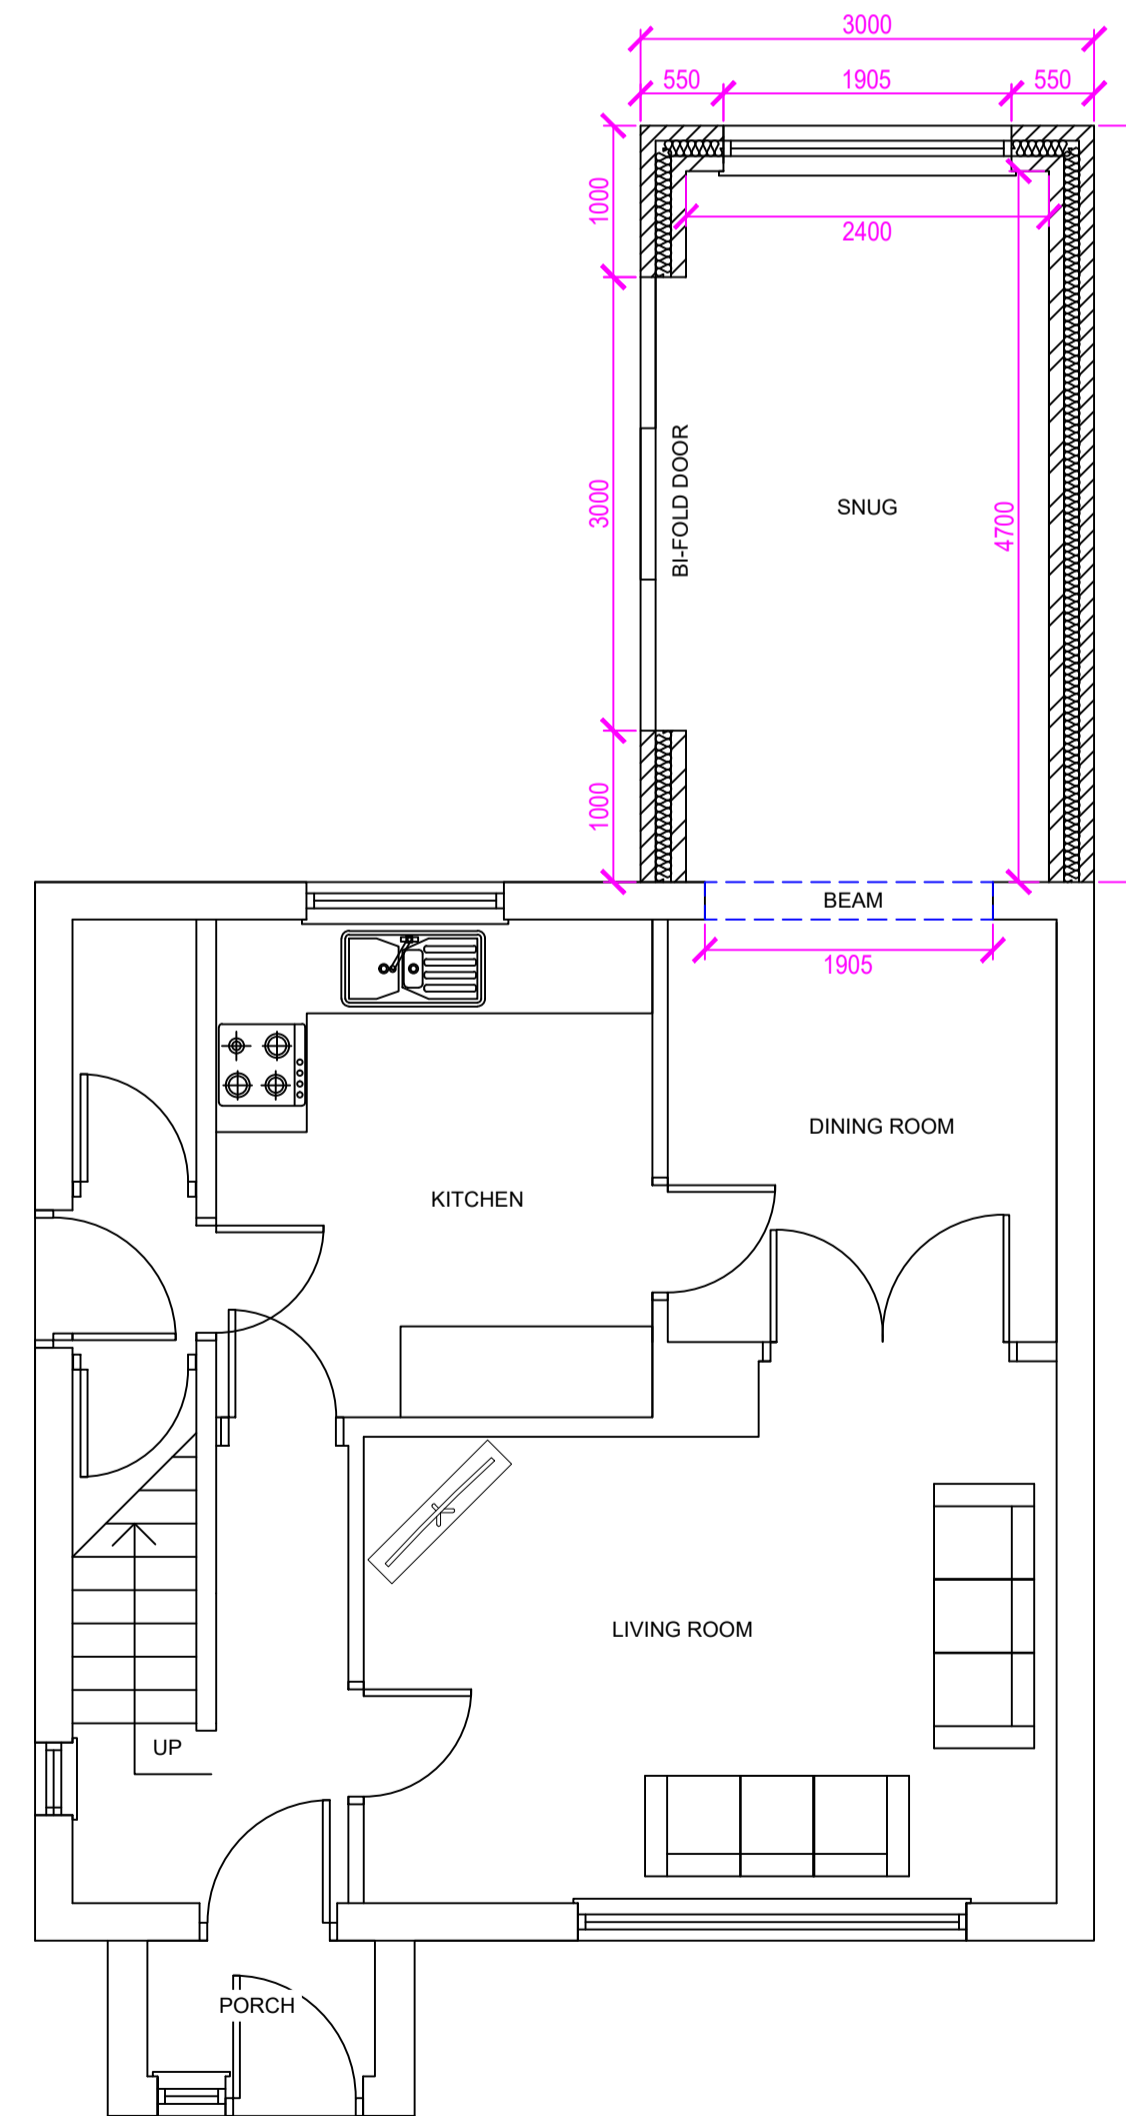 3000
550
1905
550
1000
2400
3000
BI-FOLD DOOR
SNUG
4700
1000
BEAM
1905
DINING ROOM
KITCHEN
LIVING ROOM
UP
PORCH